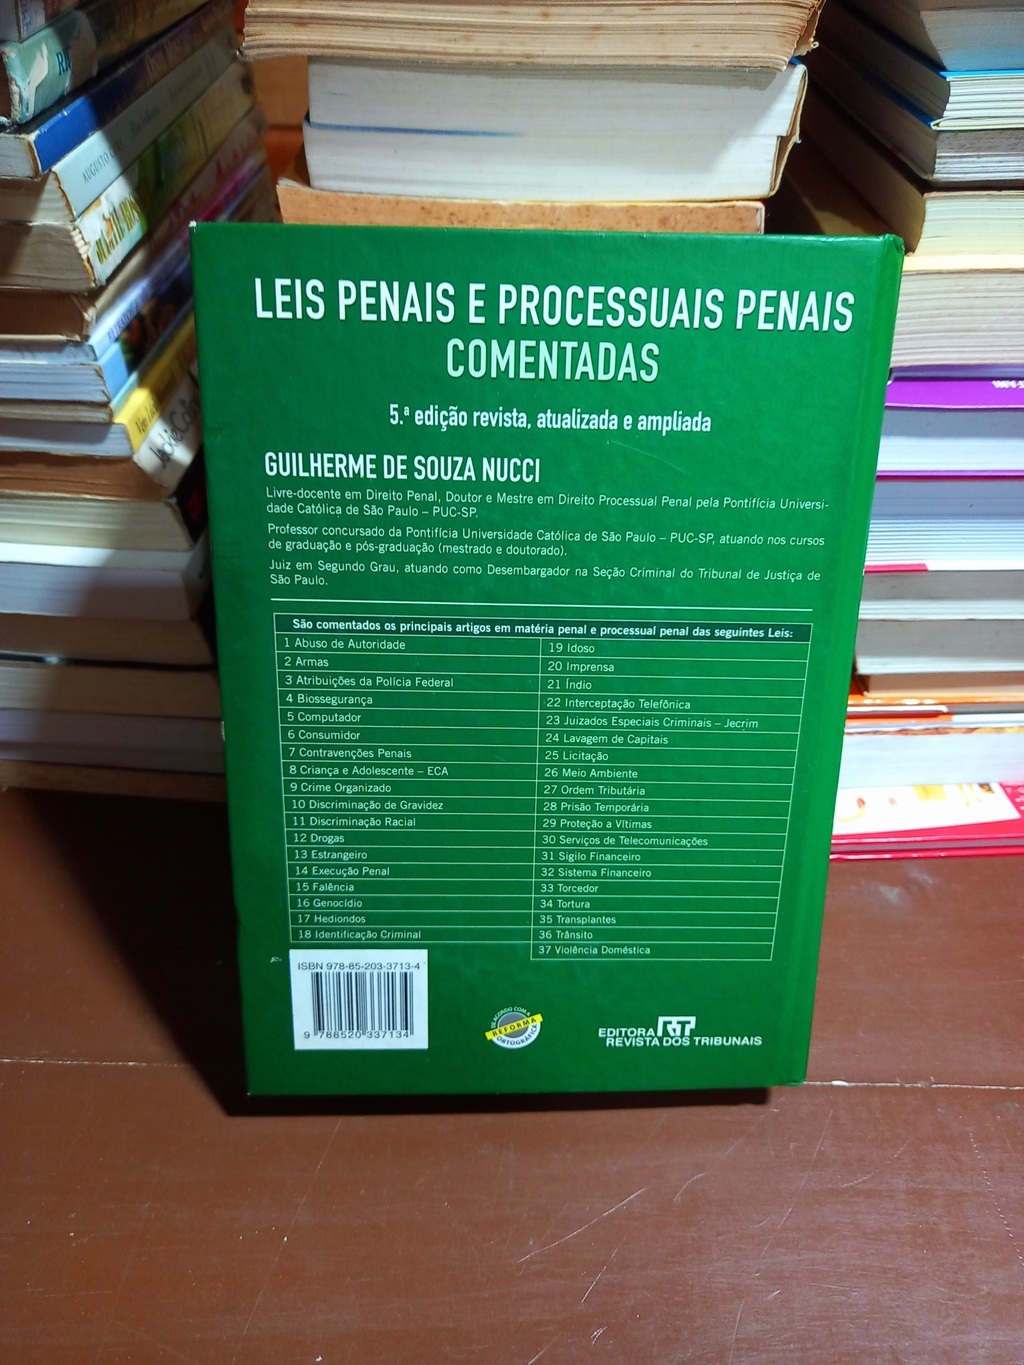 LEIS PENAIS E PROCESSUAIS PENAIS
COMENTADAS
5.ª edição revista, atualizada e ampliada
GUILHERME DE SOUZA NUCCI
Livre-docente em Direito Penal, Doutor e Mestre em Direito Processual Penal pela Pontifícia Universi-
dade Católica de São Paulo – PUC-SP.
Professor concursado da Pontifícia Universidade Católica de São Paulo – PUC-SP, atuando nos cursos
de graduação e pós-graduação (mestrado e doutorado).
Juiz em Segundo Grau, atuando como Desembargador na Seção Criminal do Tribunal de Justiça de
São Paulo.
São comentados os principais artigos em matéria penal e processual penal das seguintes Leis:
1 Abuso de Autoridade
2 Armas
3 Atribuições da Polícia Federal
4 Biossegurança
5 Computador
6 Consumidor
7 Contravenções Penais
8 Criança e Adolescente – ECA
9 Crime Organizado
10 Discriminação de Gravidez
11 Discriminação Racial
12 Drogas
13 Estrangeiro
14 Execução Penal
15 Falência
16 Genocídio
17 Hediondos
18 Identificação Criminal
19 Idoso
20 Imprensa
21 Índio
22 Interceptação Telefônica
23 Juizados Especiais Criminais – Jecrim
24 Lavagem de Capitais
25 Licitação
26 Meio Ambiente
27 Ordem Tributária
28 Prisão Temporária
29 Proteção a Vítimas
30 Serviços de Telecomunicações
31 Sigilo Financeiro
32 Sistema Financeiro
33 Torcedor
34 Tortura
35 Transplantes
36 Trânsito
37 Violência Doméstica
ISBN 978-85-203-3713-4
9 788520 337134
DE ACORDO COM A
REFORMA
ORTOGRÁFICA
EDITORA RT
REVISTA DOS TRIBUNAIS
AUGUSTO